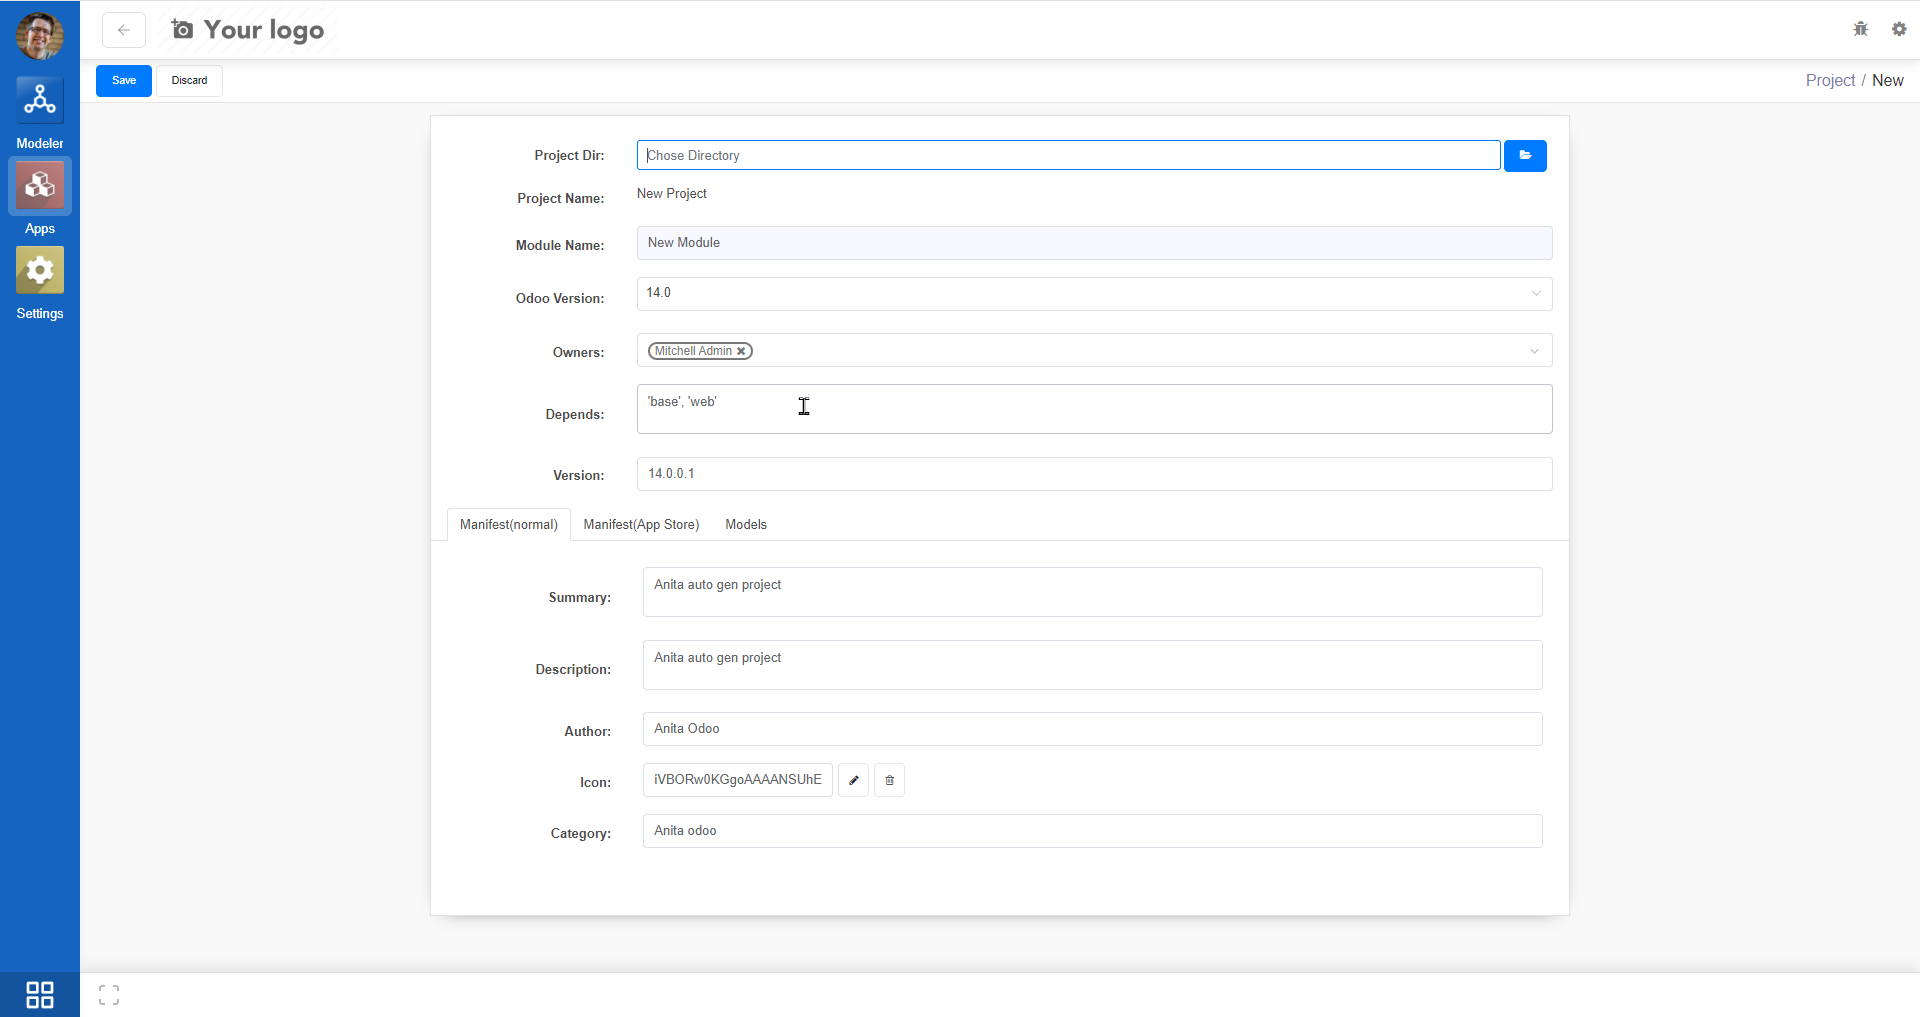 Your logo
Save
Discard
Project / New
Modeler
Apps
Settings
Project Dir:
Chose Directory
Project Name:
New Project
Module Name:
New Module
Odoo Version:
14.0
Owners:
Mitchell Admin
Depends:
'base', 'web'
Version:
14.0.0.1
Manifest(normal)
Manifest(App Store)
Models
Summary:
Anita auto gen project
Description:
Anita auto gen project
Author:
Anita Odoo
Icon:
iVBORw0KGgoAAAANSUhE
Category:
Anita odoo